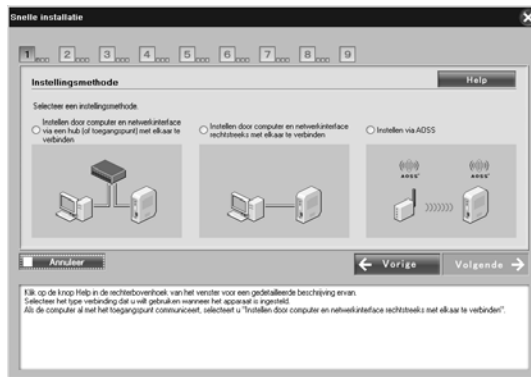 Snelle installatie
1 2 3 4 5 6 7 8 9
Instellingsmethode
Help
Selecteer een instellingsmethode.
Instellen door computer en netwerkinterface
via een hub (of toegangspunt) met elkaar te
verbinden
Instellen door computer en netwerkinterface
rechtstreeks met elkaar te verbinden
Instellen via AOSS
AOSS AOSS
Annuleer
Vorige
Volgende
Klik op de knop Help in de rechterbovenhoek van het venster voor een gedetailleerde beschrijving ervan.
Selecteer het type verbinding dat u wilt gebruiken wanneer het apparaat is ingesteld.
Als de computer al met het toegangspunt communiceert, selecteert u "Instellen door computer en netwerkinterface rechtstreeks met elkaar te verbinden".